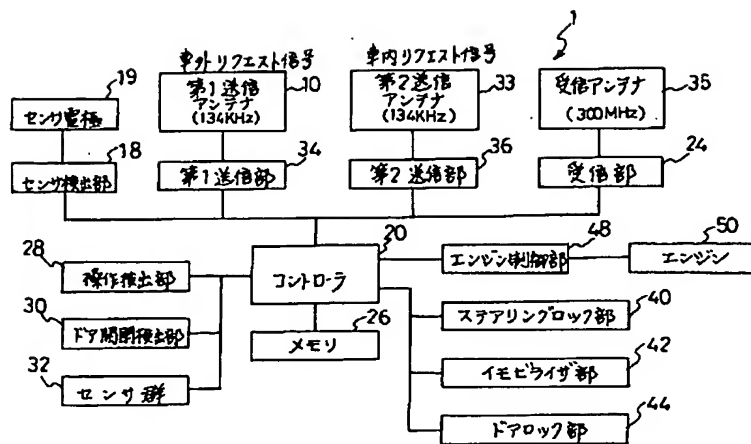 車外リクエスト信号
車内リクエスト信号
1
19
センサ電極
第1送信
アンテナ
(134KHz)
10
第2送信
アンテナ
(134KHz)
33
受信アンテナ
(300MHz)
35
18
センサ検出部
第1送信部
34
第2送信部
36
受信部
24
28
操作検出部
20
コントローラ
48
エンジン制御部
50
エンジン
30
ドア開閉検出部
26
メモリ
40
ステアリングロック部
32
センサ群
42
イモビライザ部
44
ドアロック部